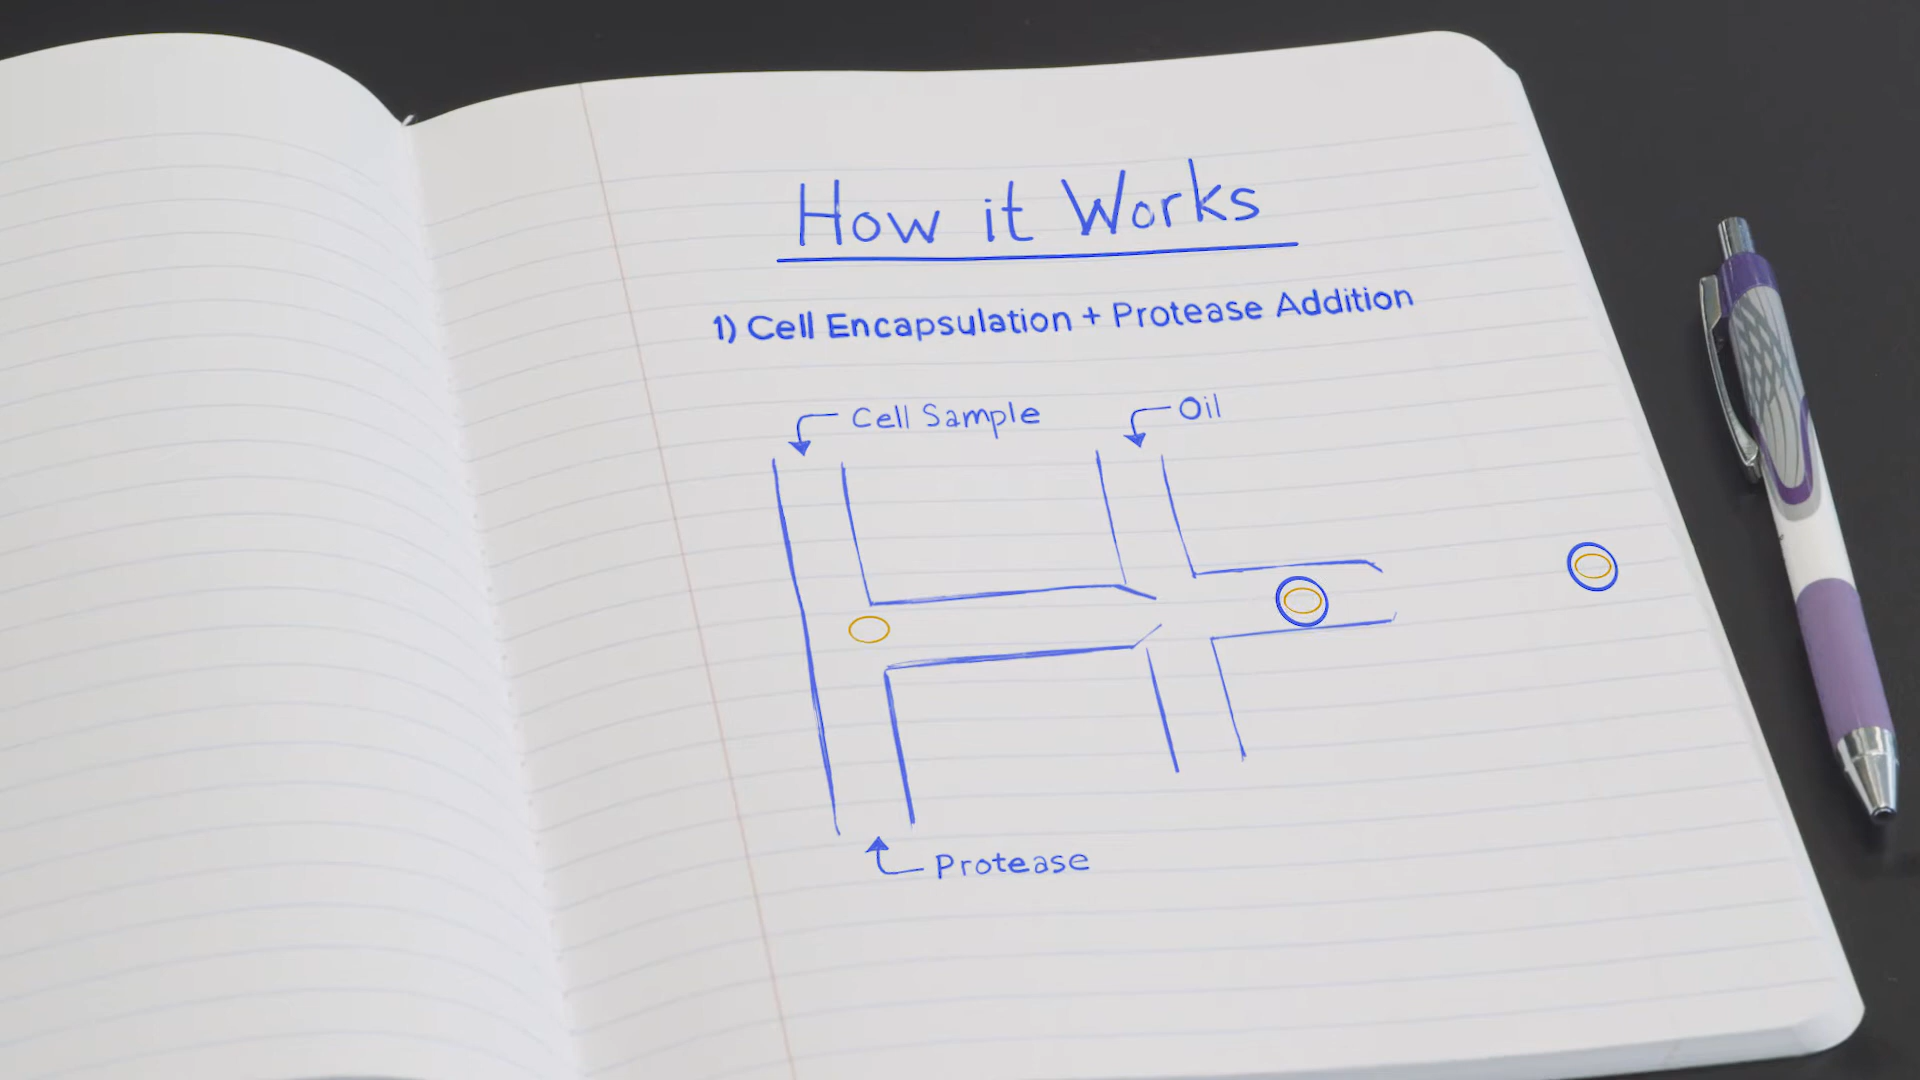 How it Works
1) Cell Encapsulation + Protease Addition
Cell Sample
Oil
Protease